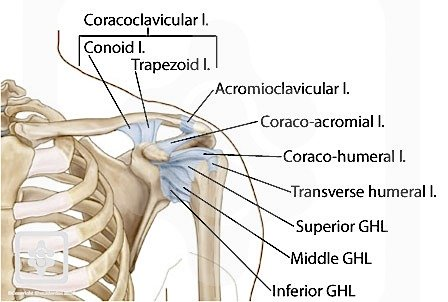 Coracoclavicular l.
Conoid l.
Trapezoid l.
Acromioclavicular l.
Coraco-acromial l.
Coraco-humeral l.
Transverse humeral l.
Superior GHL
Middle GHL
Inferior GHL